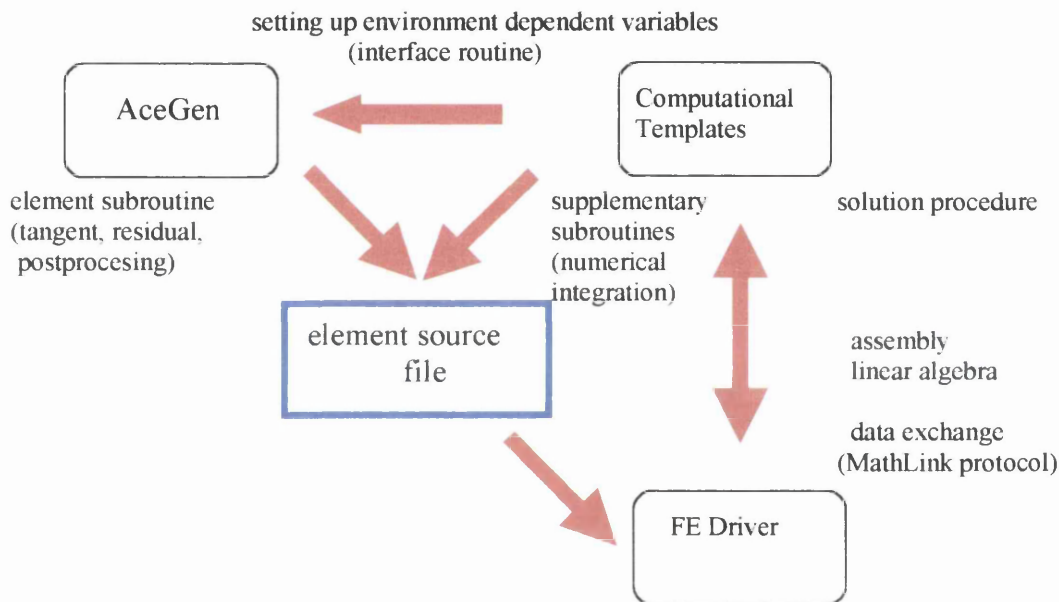 setting up environment dependent variables
(interface routine)
AceGen
Computational
Templates
element subroutine
(tangent, residual,
postprocesing)
supplementary
subroutines
(numerical
integration)
solution procedure
element source
file
assembly
linear algebra
data exchange
(MathLink protocol)
FE Driver